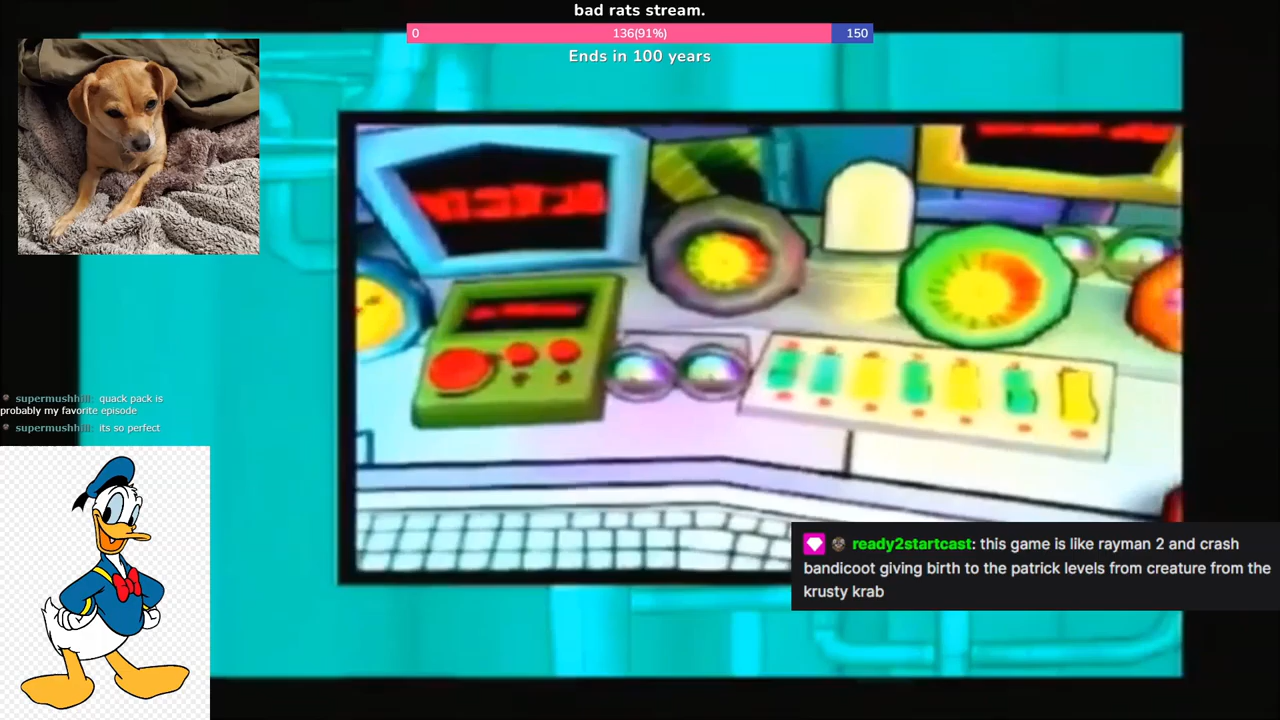 bad rats stream.
0 136(91%) 150
Ends in 100 years
supermushh : quack pack is
probably my favorite episode
supermushh : its so perfect
ready2startcast: this game is like rayman 2 and crash
bandicoot giving birth to the patrick levels from creature from the
krusty krab